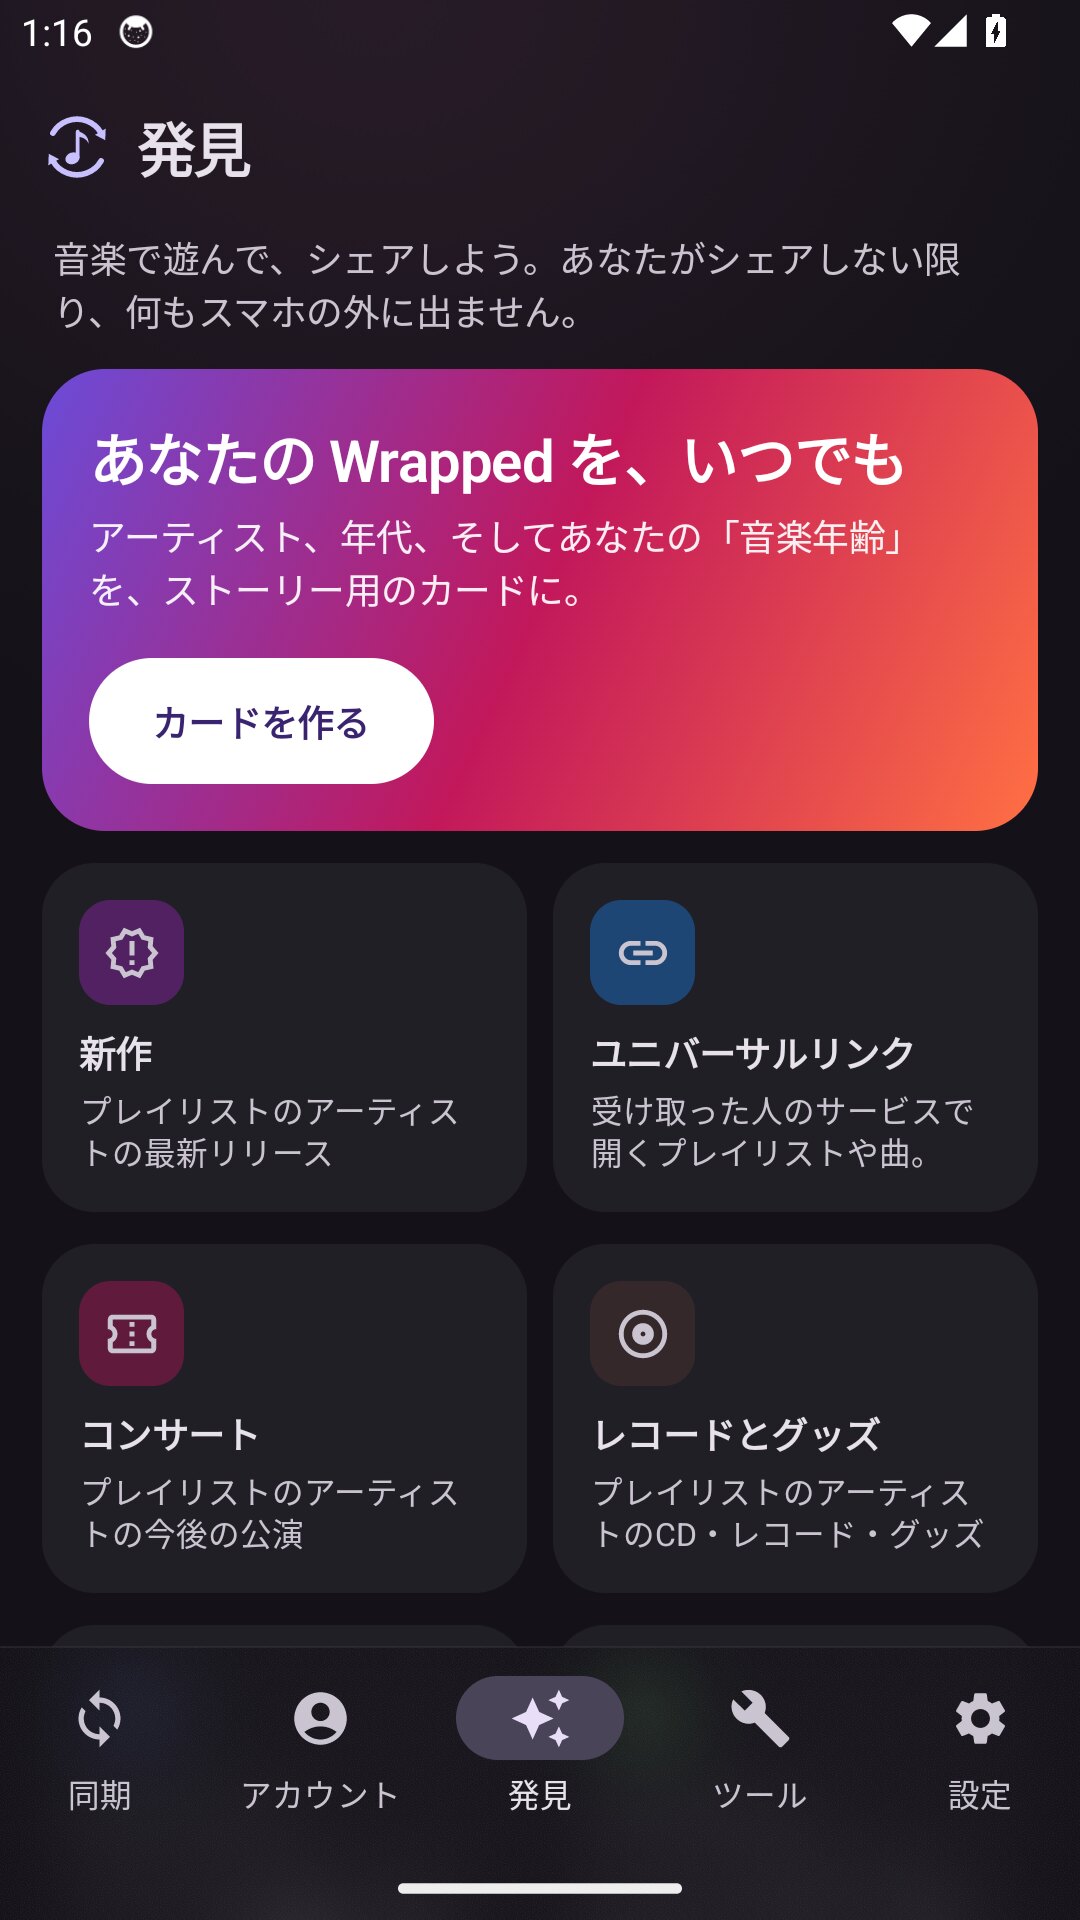 1:16
発見
音楽で遊んで、シェアしよう。あなたがシェアしない限
り、何もスマホの外に出ません。
あなたの Wrapped を、いつでも
アーティスト、年代、そしてあなたの「音楽年齢」
を、ストーリー用のカードに。
カードを作る
新作
プレイリストのアーティス
トの最新リリース
ユニバーサルリンク
受け取った人のサービスで
開くプレイリストや曲。
コンサート
プレイリストのアーティス
トの今後の公演
レコードとグッズ
プレイリストのアーティス
トのCD・レコード・グッズ
同期
アカウント
発見
ツール
設定